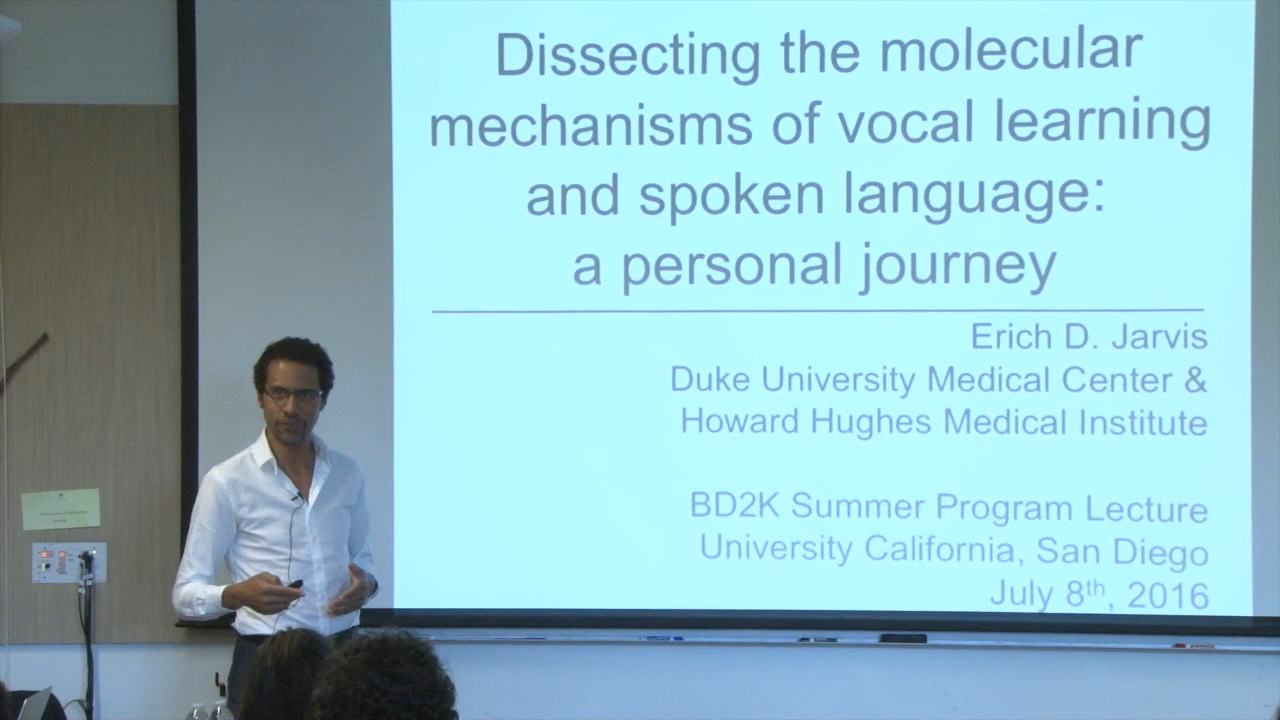 Dissecting the molecular
mechanisms of vocal learning
and spoken language:
a personal journey
Erich D. Jarvis
Duke University Medical Center &
Howard Hughes Medical Institute
BD2K Summer Program Lecture
University California, San Diego
July 8th, 2016